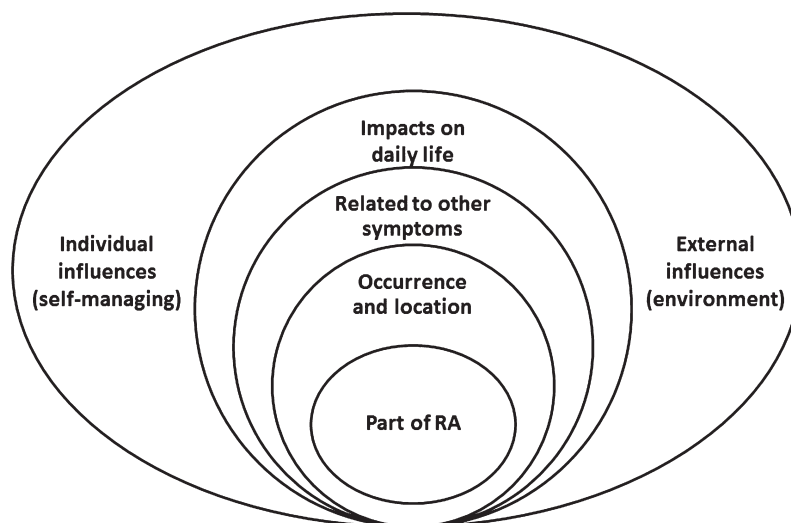 Impacts on
daily life
Related to other
symptoms
Individual
influences
(self-managing)
External
influences
(environment)
Occurrence
and location
Part of RA